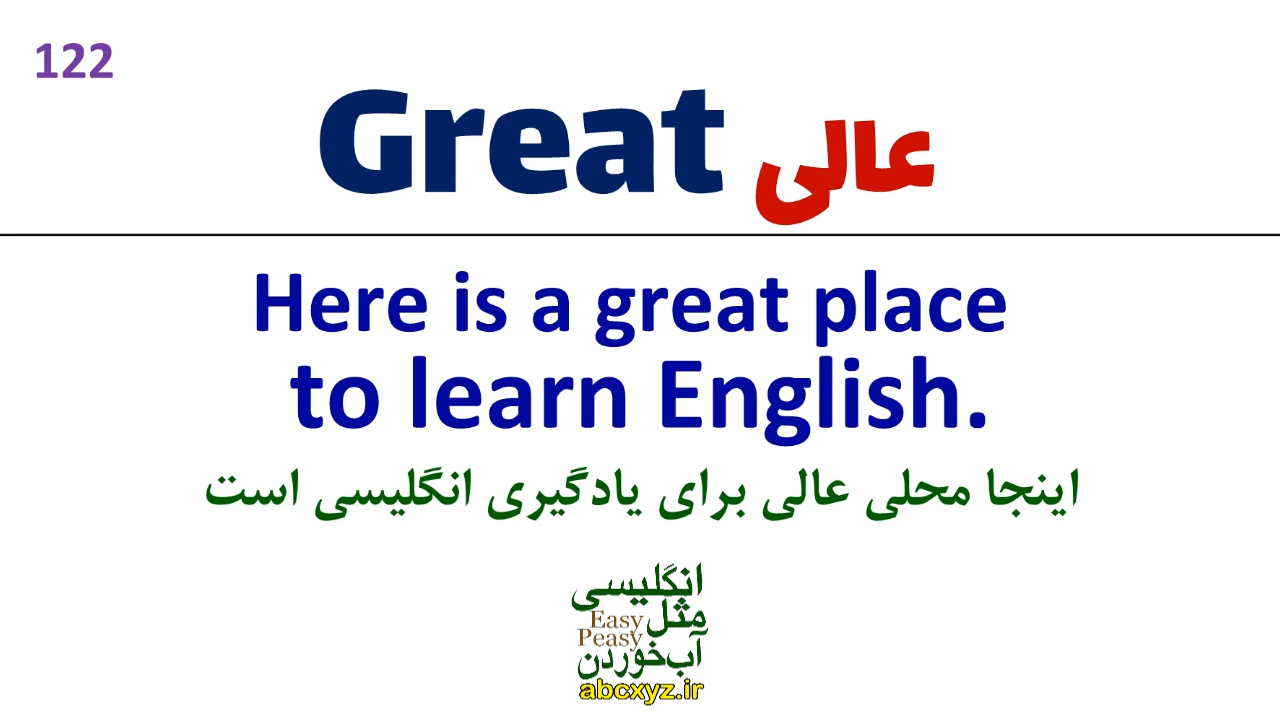 122
Great عالی
Here is a great place
to learn English.
اینجا محلی عالی برای یادگیری انگلیسی است
انگلیسی
مثل Easy
Peasy
آب‌خوردن
abcxyz.ir